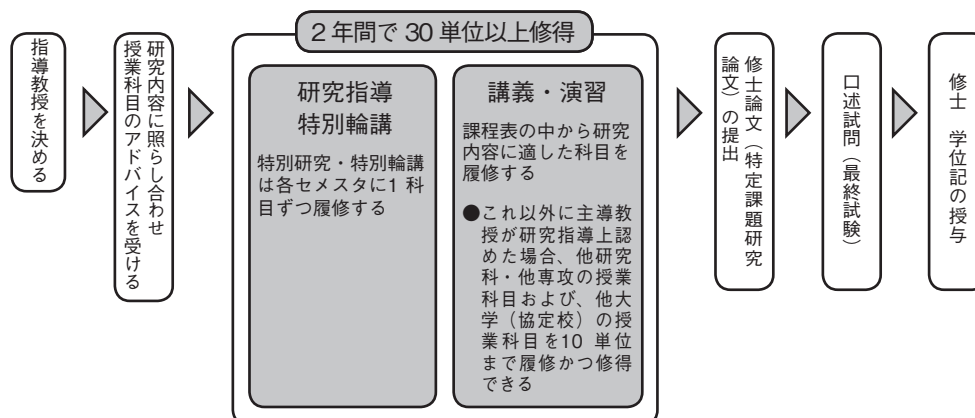 指導教授を決める
研究内容に照らし合わせ
授業科目のアドバイスを受ける
2年間で30単位以上修得
研究指導
特別輪講
特別研究・特別輪講
は各セメスタに1 科
目ずつ履修する
講義・演習
課程表の中から研究
内容に適した科目を
履修する
●これ以外に主導教
授が研究指導上認
めた場合、他研究
科・他専攻の授業
科目および、他大
学（協定校）の授
業科目を10 単位
まで履修かつ修得
できる
修士論文（特定課題研究
論文）の提出
口述試問（最終試験）
修士 学位記の授与